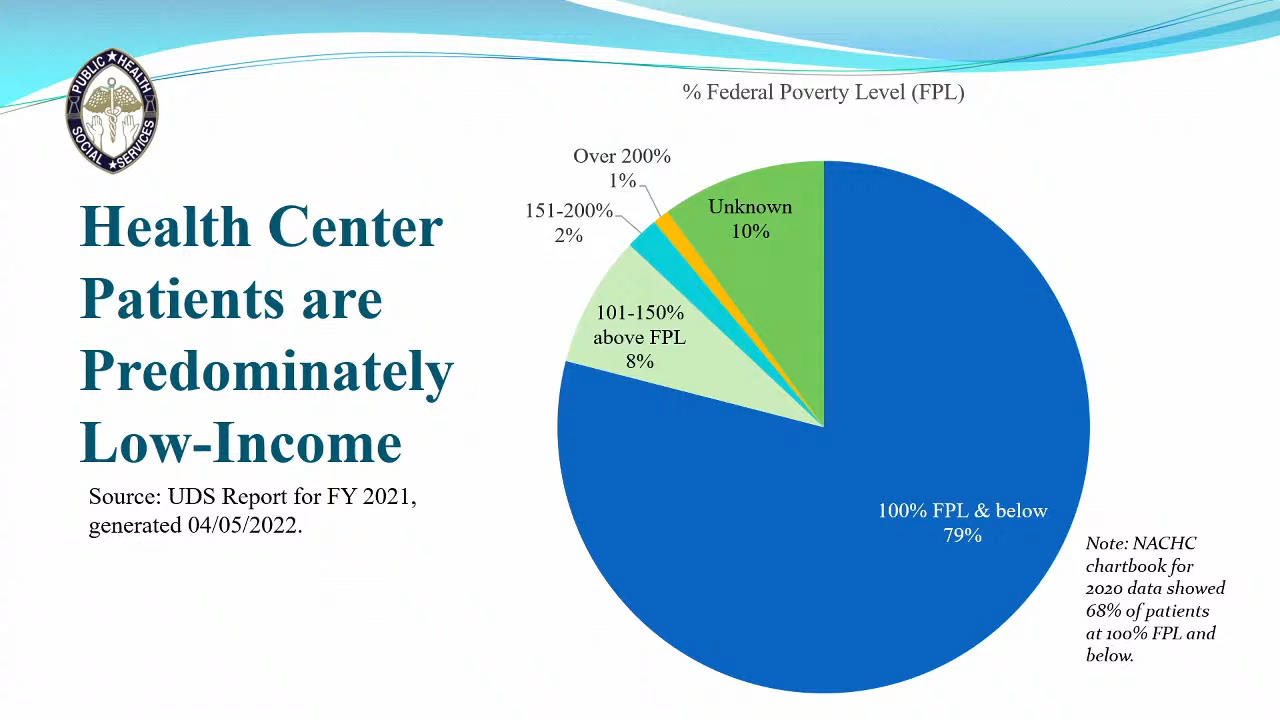 PUBLIC HEALTH
SOCIAL SERVICES
Health Center
Patients are
Predominately
Low-Income
Source: UDS Report for FY 2021,
generated 04/05/2022.
% Federal Poverty Level (FPL)
Over 200%
1%
151-200%
2%
Unknown
10%
101-150%
above FPL
8%
100% FPL & below
79%
Note: NACHC
chartbook for
2020 data showed
68% of patients
at 100% FPL and
below.